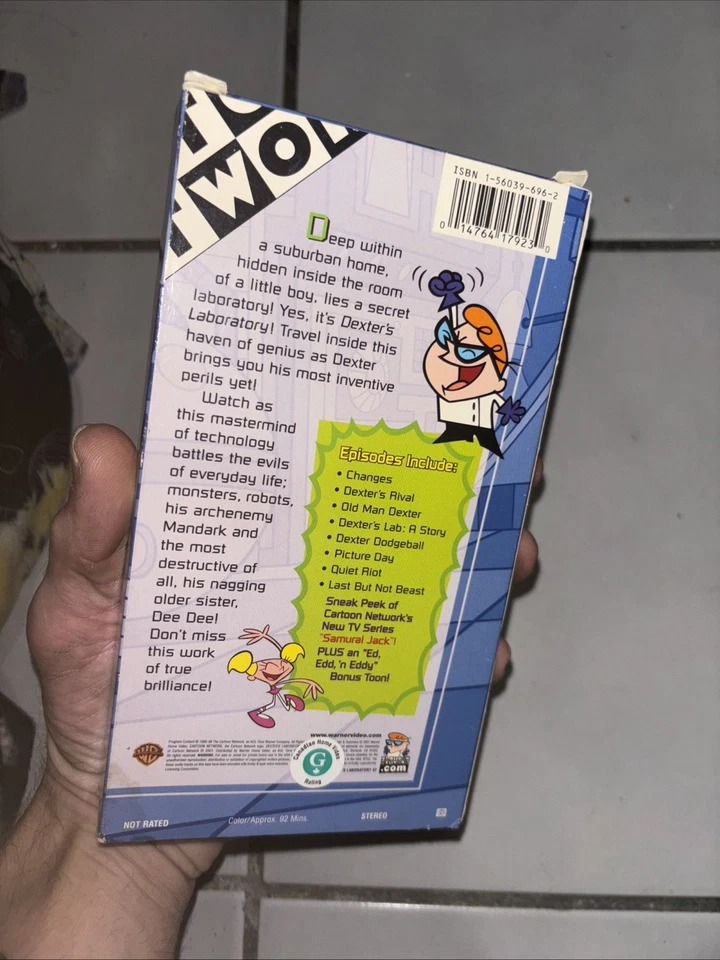 TWO
ISBN 1-56039-696-2
0 14764 17923 0
Deep within
a suburban home,
hidden inside the room
of a little boy, lies a secret
laboratory! Yes, it's Dexter's
Laboratory! Travel inside this
haven of genius as Dexter
brings you his most inventive
perils yet!
Watch as
this mastermind
of technology
battles the evils
of everyday life;
monsters, robots,
his archenemy
Mandark and
the most
destructive of
all, his nagging
older sister,
Dee Dee!
Don't miss
this work
of true
brilliance!
Episodes Include:
• Changes
• Dexter's Rival
• Old Man Dexter
• Dexter's Lab: A Story
• Dexter Dodgeball
• Picture Day
• Quiet Riot
• Last But Not Beast
Sneak Peek of
Cartoon Network's
New TV Series
"Samurai Jack"!
PLUS an "Ed,
Edd, 'n Eddy"
Bonus Toon!
www.warnervideo.com
Canadian Home Video
G
Rated
.com
NOT RATED
Color/Approx. 92 Mins.
STEREO